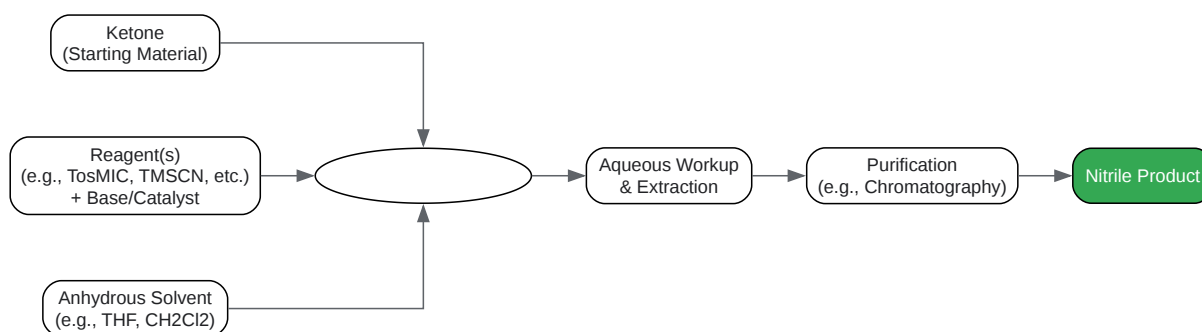 Ketone
(Starting Material)
Reagent(s)
(e.g., TosMIC, TMSCN, etc.)
+ Base/Catalyst
Anhydrous Solvent
(e.g., THF, CH2Cl2)
Aqueous Workup
& Extraction
Purification
(e.g., Chromatography)
Nitrile Product